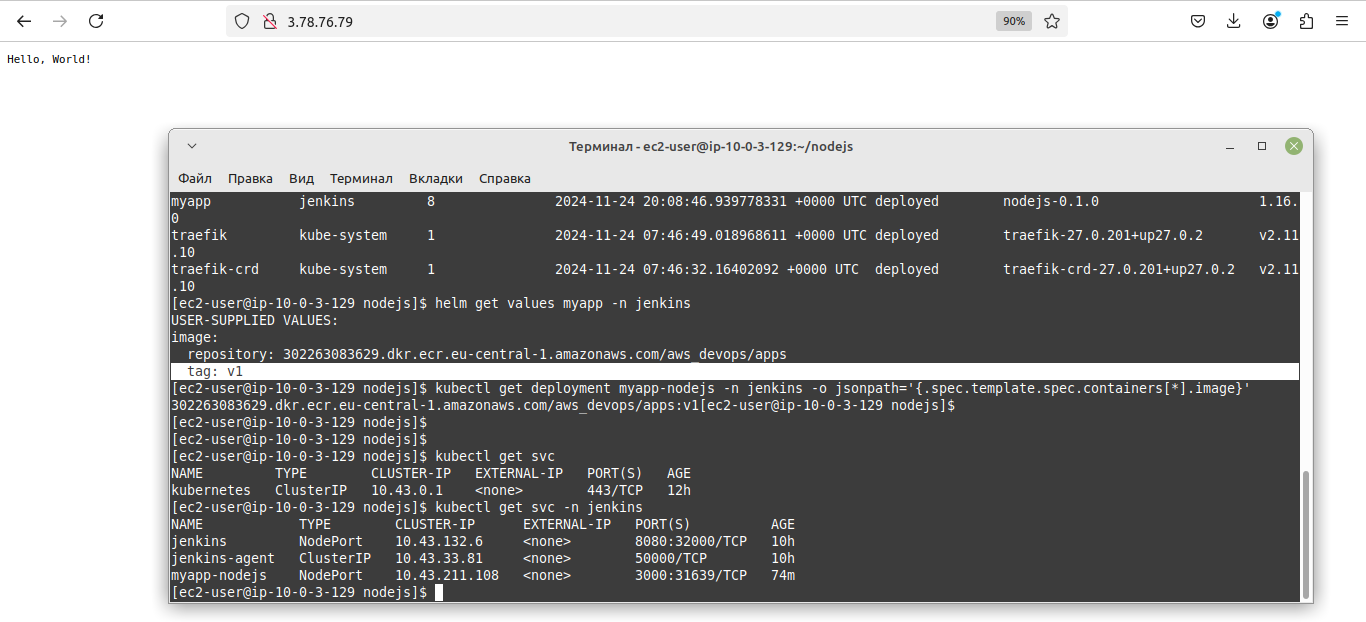 3.78.76.79
90%
Hello, World!
Терминал - ec2-user@ip-10-0-3-129:~/nodejs
Файл Правка Вид Терминал Вкладки Справка
myapp jenkins 8 2024-11-24 20:08:46.939778331 +0000 UTC deployed nodejs-0.1.0 1.16.
0
traefik kube-system 1 2024-11-24 07:46:49.018968611 +0000 UTC deployed traefik-27.0.201+up27.0.2 v2.11
.10
traefik-crd kube-system 1 2024-11-24 07:46:32.16402092 +0000 UTC deployed traefik-crd-27.0.201+up27.0.2 v2.11
.10
[ec2-user@ip-10-0-3-129 nodejs]$ helm get values myapp -n jenkins
USER-SUPPLIED VALUES:
image:
  repository: 302263083629.dkr.ecr.eu-central-1.amazonaws.com/aws_devops/apps
  tag: v1
[ec2-user@ip-10-0-3-129 nodejs]$ kubectl get deployment myapp-nodejs -n jenkins -o jsonpath='{.spec.template.spec.containers[*].image}'
302263083629.dkr.ecr.eu-central-1.amazonaws.com/aws_devops/apps:v1[ec2-user@ip-10-0-3-129 nodejs]$
[ec2-user@ip-10-0-3-129 nodejs]$
[ec2-user@ip-10-0-3-129 nodejs]$
[ec2-user@ip-10-0-3-129 nodejs]$ kubectl get svc
NAME TYPE CLUSTER-IP EXTERNAL-IP PORT(S) AGE
kubernetes ClusterIP 10.43.0.1 <none> 443/TCP 12h
[ec2-user@ip-10-0-3-129 nodejs]$ kubectl get svc -n jenkins
NAME TYPE CLUSTER-IP EXTERNAL-IP PORT(S) AGE
jenkins NodePort 10.43.132.6 <none> 8080:32000/TCP 10h
jenkins-agent ClusterIP 10.43.33.81 <none> 50000/TCP 10h
myapp-nodejs NodePort 10.43.211.108 <none> 3000:31639/TCP 74m
[ec2-user@ip-10-0-3-129 nodejs]$